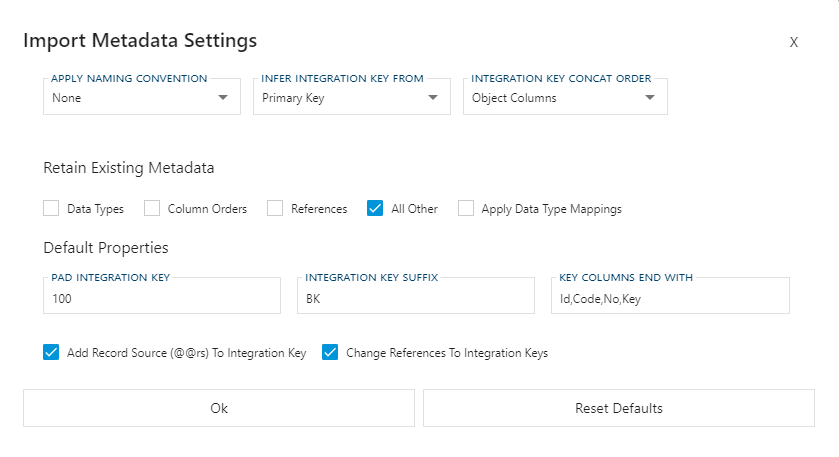 Import Metadata Settings
X
APPLY NAMING CONVENTION INFER INTEGRATION KEY FROM INTEGRATION KEY CONCAT ORDER
None Primary Key Object Columns
Retain Existing Metadata
Data Types Column Orders References All Other Apply Data Type Mappings
Default Properties
PAD INTEGRATION KEY INTEGRATION KEY SUFFIX KEY COLUMNS END WITH
100 BK Id,Code,No,Key
Add Record Source (@@rs) To Integration Key Change References To Integration Keys
Ok Reset Defaults